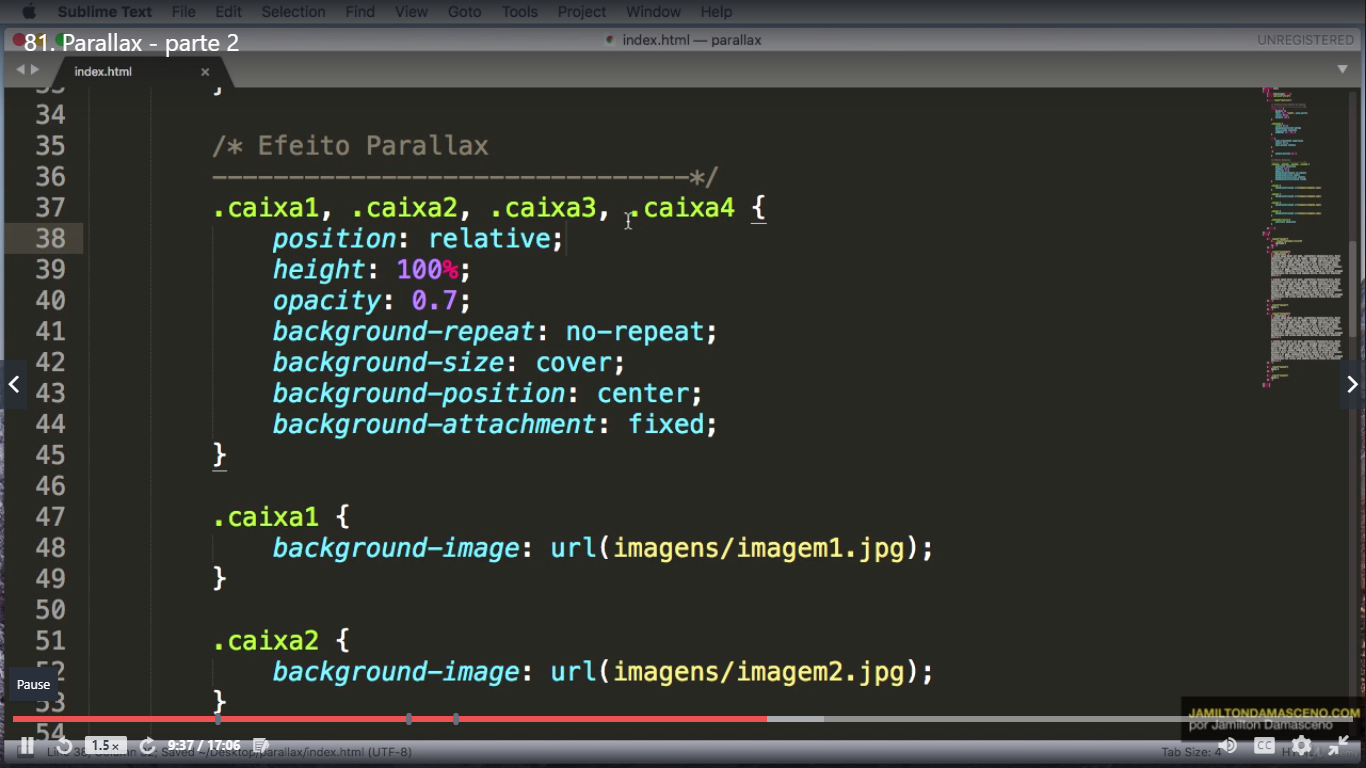 Sublime Text File Edit Selection Find View Goto Tools Project Window Help
81. Parallax - parte 2
index.html — parallax
UNREGISTERED
index.html ×
33 }
34
35 /* Efeito Parallax
36 -------------------------------*/
37 .caixa1, .caixa2, .caixa3, .caixa4 {
38 position: relative;
39 height: 100%;
40 opacity: 0.7;
41 background-repeat: no-repeat;
42 background-size: cover;
43 background-position: center;
44 background-attachment: fixed;
45 }
46
47 .caixa1 {
48 background-image: url(imagens/imagem1.jpg);
49 }
50
51 .caixa2 {
52 background-image: url(imagens/imagem2.jpg);
Pause
53 }
54
JAMILTONDAMASCENO.COM
por Jamilton Damasceno
1.5× 9:37 / 17:06 CC
Saved ~/Desktop/parallax/index.html (UTF-8) Tab Size: 4